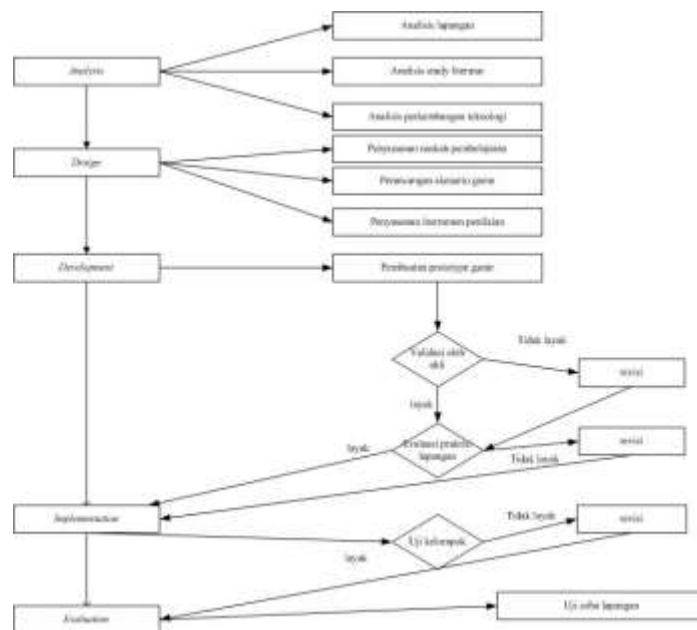 Analisis lapangan
Analysis
Analisis study literatur
Analisis perkembangan teknologi
Design
Penyusunan naskah pembelajaran
Perancangan skenario game
Penyusunan instrumen penilaian
Development
Pembuatan prototype game
Tidak layak
Validasi oleh
ahli
revisi
layak
layak
Evaluasi praktisi
lapangan
revisi
Tidak layak
Implementation
Tidak layak
revisi
Uji kelompok
layak
Uji coba lapangan
Evaluation